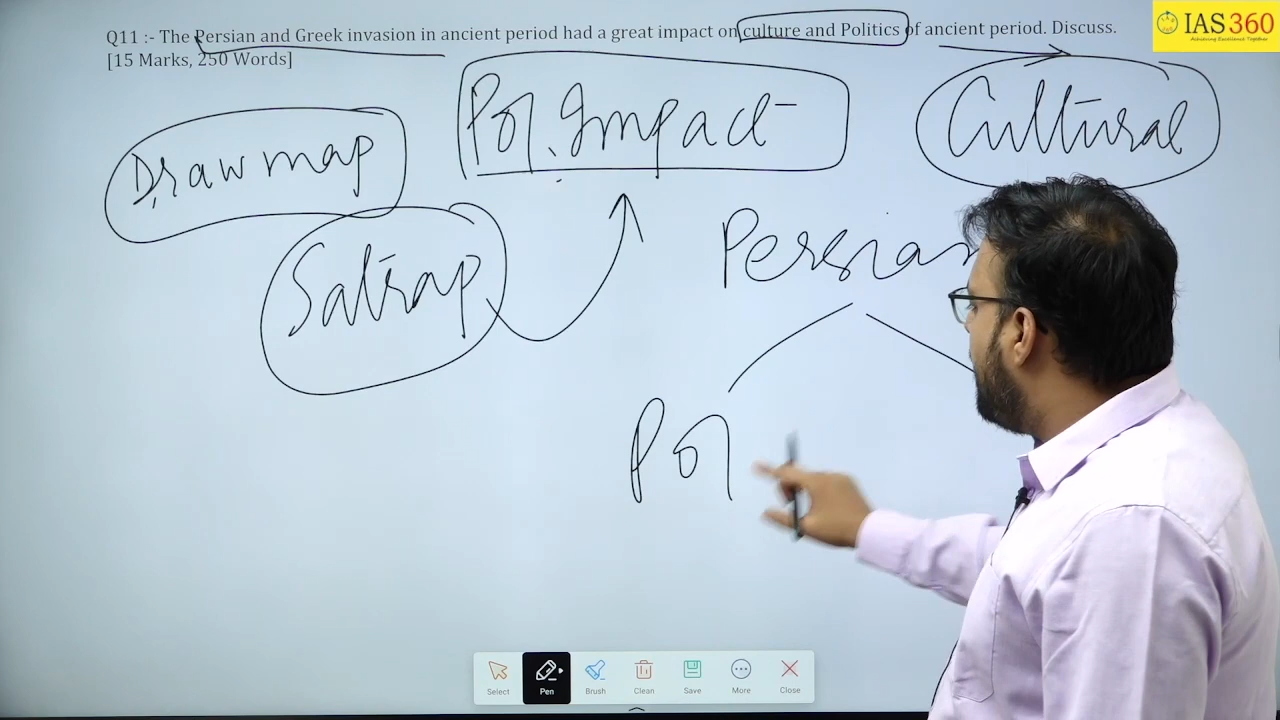 Q11 :- The Persian and Greek invasion in ancient period had a great impact on culture and Politics of ancient period. Discuss.
[15 Marks, 250 Words]
IAS360
Achieving Excellence Together
Draw map
Pol. Impact
Cultural
Satrap
Persian
Pol
Select
Pen
Brush
Clean
Save
More
Close